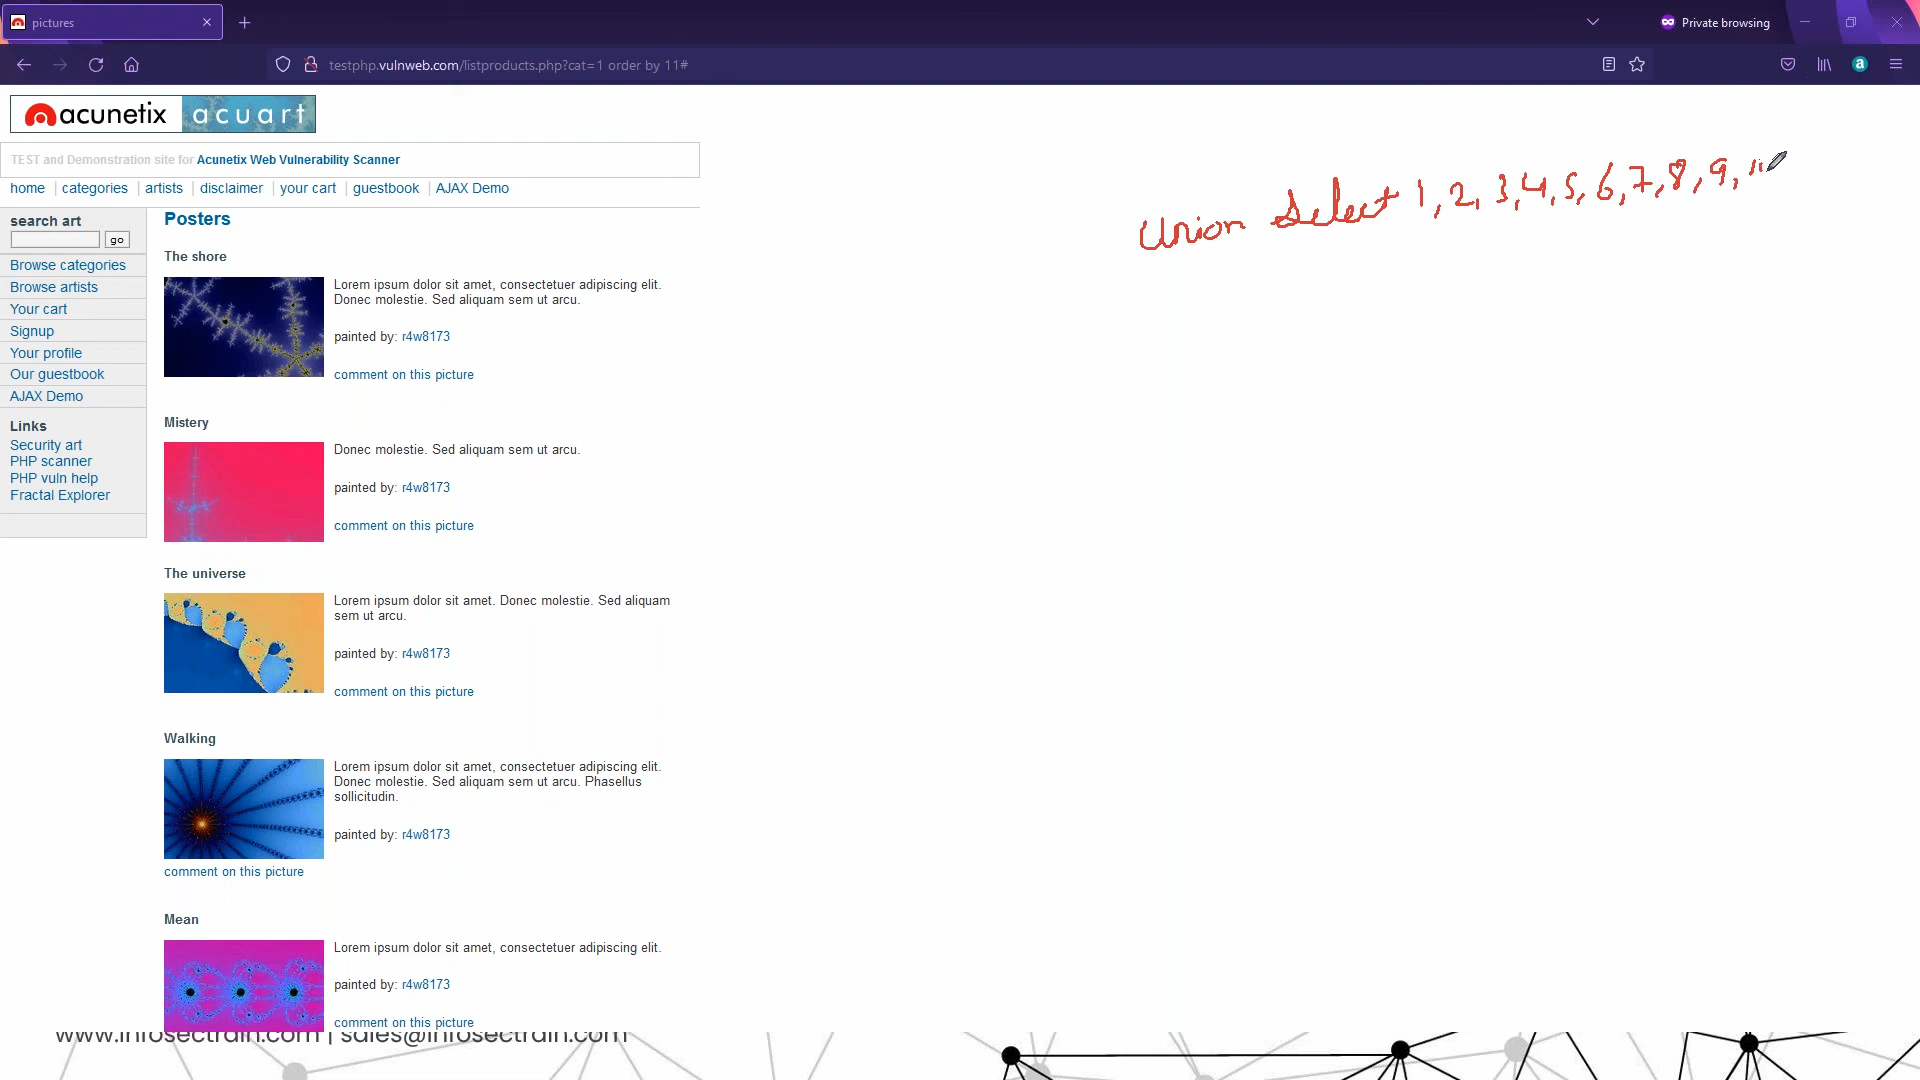 pictures
Private browsing
testphp.vulnweb.com/listproducts.php?cat=1 order by 11#
acunetix acuart
TEST and Demonstration site for Acunetix Web Vulnerability Scanner
home | categories | artists | disclaimer | your cart | guestbook | AJAX Demo
search art
go
Browse categories
Browse artists
Your cart
Signup
Your profile
Our guestbook
AJAX Demo
Links
Security art
PHP scanner
PHP vuln help
Fractal Explorer
Posters
The shore
Lorem ipsum dolor sit amet, consectetuer adipiscing elit.
Donec molestie. Sed aliquam sem ut arcu.
painted by: r4w8173
comment on this picture
Mistery
Donec molestie. Sed aliquam sem ut arcu.
painted by: r4w8173
comment on this picture
The universe
Lorem ipsum dolor sit amet. Donec molestie. Sed aliquam
sem ut arcu.
painted by: r4w8173
comment on this picture
Walking
Lorem ipsum dolor sit amet, consectetuer adipiscing elit.
Donec molestie. Sed aliquam sem ut arcu. Phasellus
sollicitudin.
painted by: r4w8173
comment on this picture
Mean
Lorem ipsum dolor sit amet, consectetuer adipiscing elit.
painted by: r4w8173
comment on this picture
Union Select 1,2,3,4,5,6,7,8,9,
www.infosectrain.com | sales@infosectrain.com